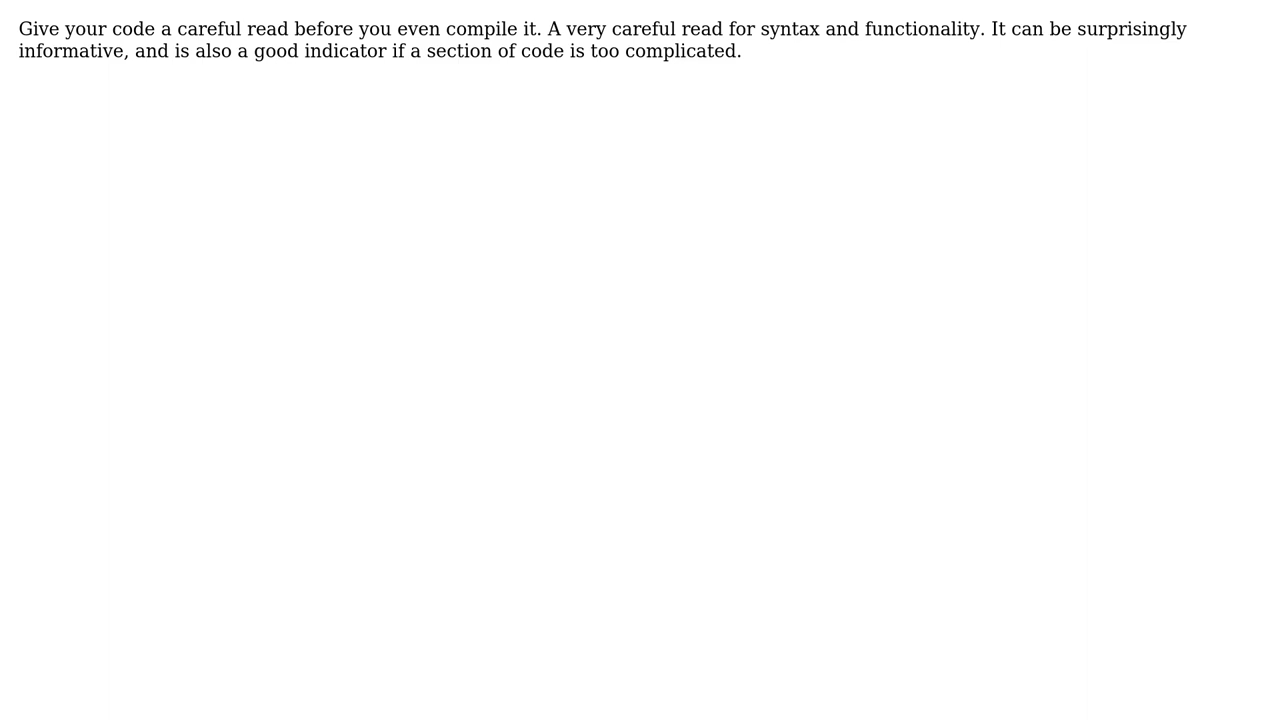 Give your code a careful read before you even compile it. A very careful read for syntax and functionality. It can be surprisingly
informative, and is also a good indicator if a section of code is too complicated.